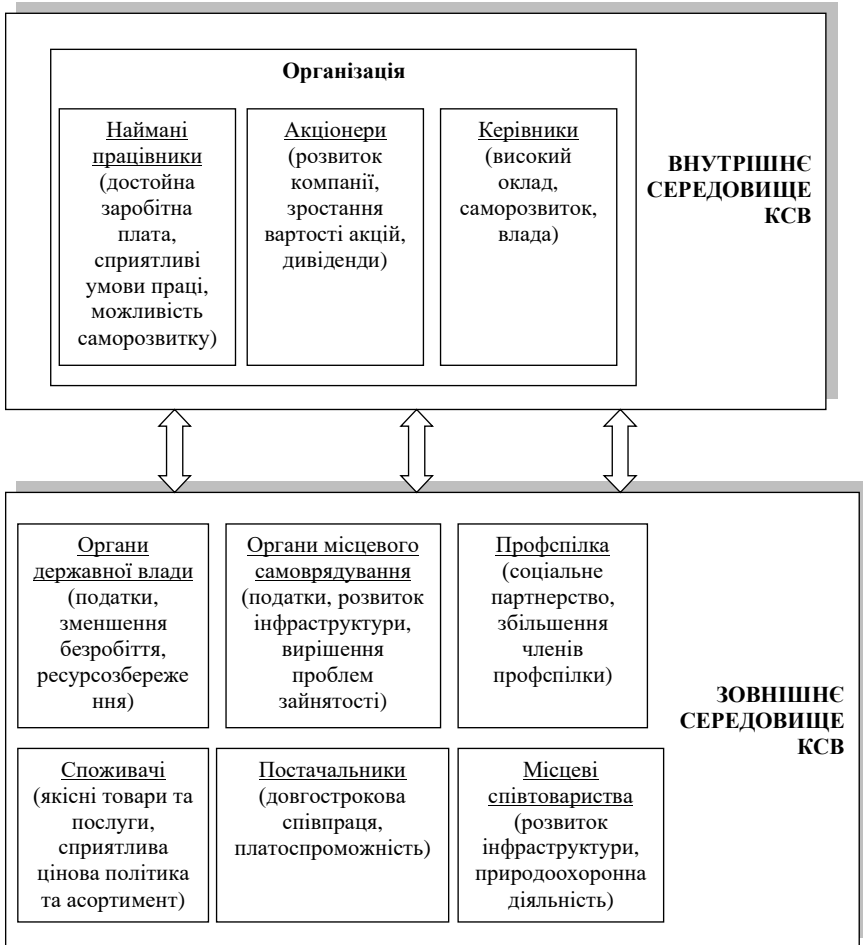 Організація
Наймані
працівники
(достойна
заробітна
плата,
сприятливі
умови праці,
можливість
саморозвитку)
Акціонери
(розвиток
компанії,
зростання
вартості акцій,
дивіденди)
Керівники
(високий
оклад,
саморозвиток,
влада)
ВНУТРІШНЄ
СЕРЕДОВИЩЕ
КСВ
Органи
державної влади
(податки,
зменшення
безробіття,
ресурсозбереже
ння)
Органи місцевого
самоврядування
(податки, розвиток
інфраструктури,
вирішення
проблем
зайнятості)
Профспілка
(соціальне
партнерство,
збільшення
членів
профспілки)
ЗОВНІШНЄ
СЕРЕДОВИЩЕ
КСВ
Споживачі
(якісні товари та
послуги,
сприятлива
цінова політика
та асортимент)
Постачальники
(довгострокова
співпраця,
платоспроможність)
Місцеві
співтовариства
(розвиток
інфраструктури,
природоохоронна
діяльність)